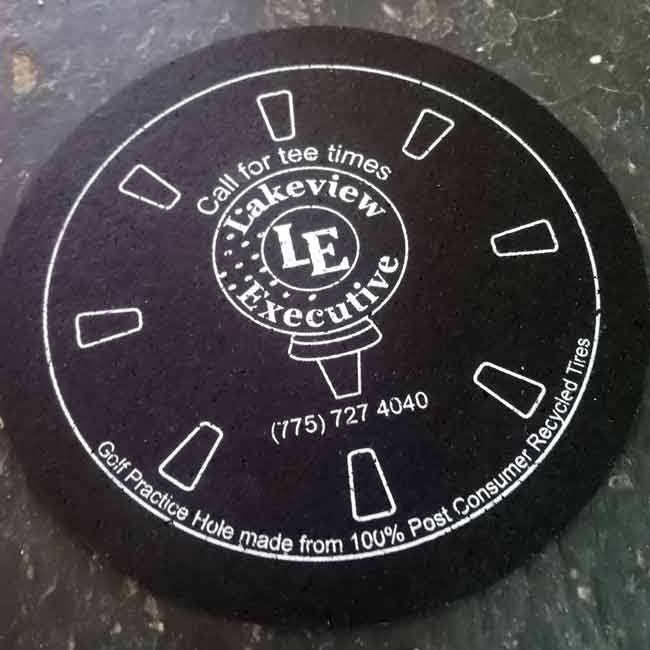 Call for tee times
Lakeview
LE
Executive
(775) 727 4040
Golf Practice Hole made from 100% Post Consumer Recycled Tires